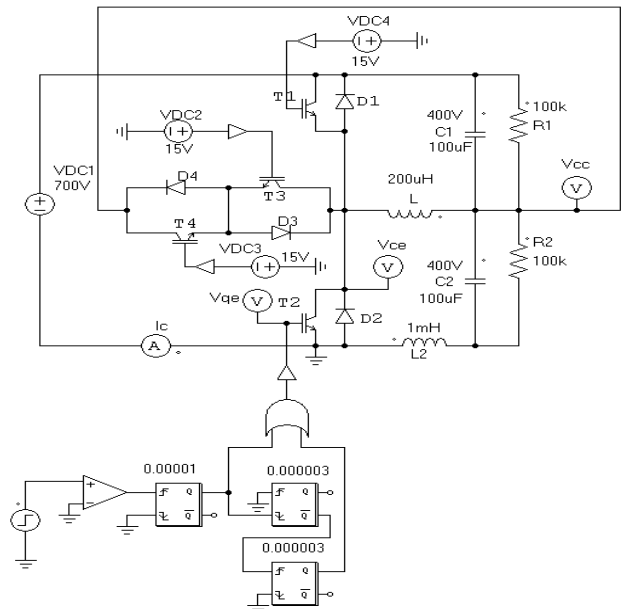 VDC4
15V
T1
D1
400V
C1
100uF
100k
R1
VDC2
15V
VDC1
700V
D4
T3
200uH
L
Vcc
V
T4
D3
VDC3
15V
Vce
V
R2
100k
400V
C2
100uF
Vqe
V
T2
D2
1mH
L2
Ic
A
0.00001
0.000003
Q
Q
Q
Q
0.000003
Q
Q